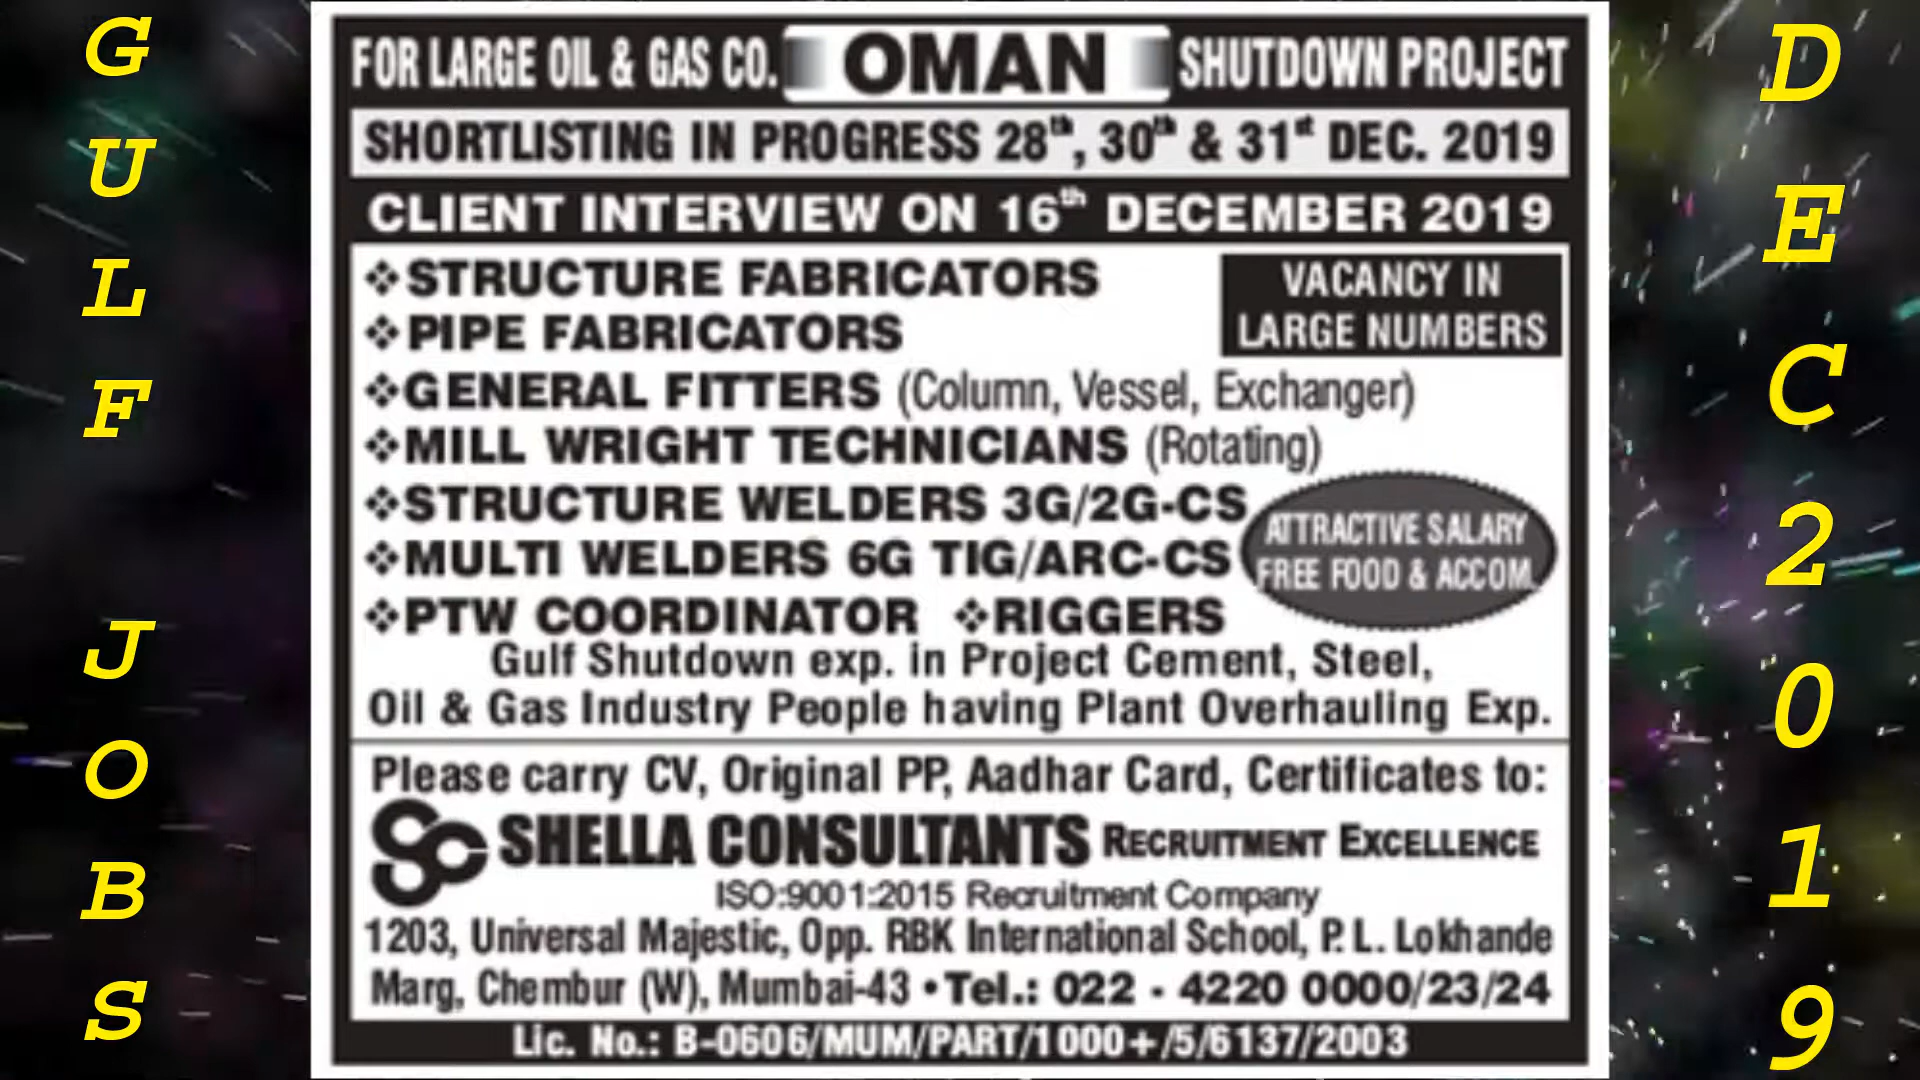 GULF JOBS
FOR LARGE OIL & GAS CO. OMAN SHUTDOWN PROJECT
SHORTLISTING IN PROGRESS 28th, 30th & 31st DEC. 2019
CLIENT INTERVIEW ON 16th DECEMBER 2019
❖STRUCTURE FABRICATORS
❖PIPE FABRICATORS
VACANCY IN
LARGE NUMBERS
❖GENERAL FITTERS (Column, Vessel, Exchanger)
❖MILL WRIGHT TECHNICIANS (Rotating)
❖STRUCTURE WELDERS 3G/2G-CS
❖MULTI WELDERS 6G TIG/ARC-CS
ATTRACTIVE SALARY
FREE FOOD & ACCOM.
❖PTW COORDINATOR ❖RIGGERS
Gulf Shutdown exp. in Project Cement, Steel,
Oil & Gas Industry People having Plant Overhauling Exp.
Please carry CV, Original PP, Aadhar Card, Certificates to:
SC SHELLA CONSULTANTS RECRUITMENT EXCELLENCE
ISO:9001:2015 Recruitment Company
1203, Universal Majestic, Opp. RBK International School, P. L. Lokhande
Marg, Chembur (W), Mumbai-43 • Tel.: 022 - 4220 0000/23/24
Lic. No.: B-0606/MUM/PART/1000+/5/6137/2003
DEC2019